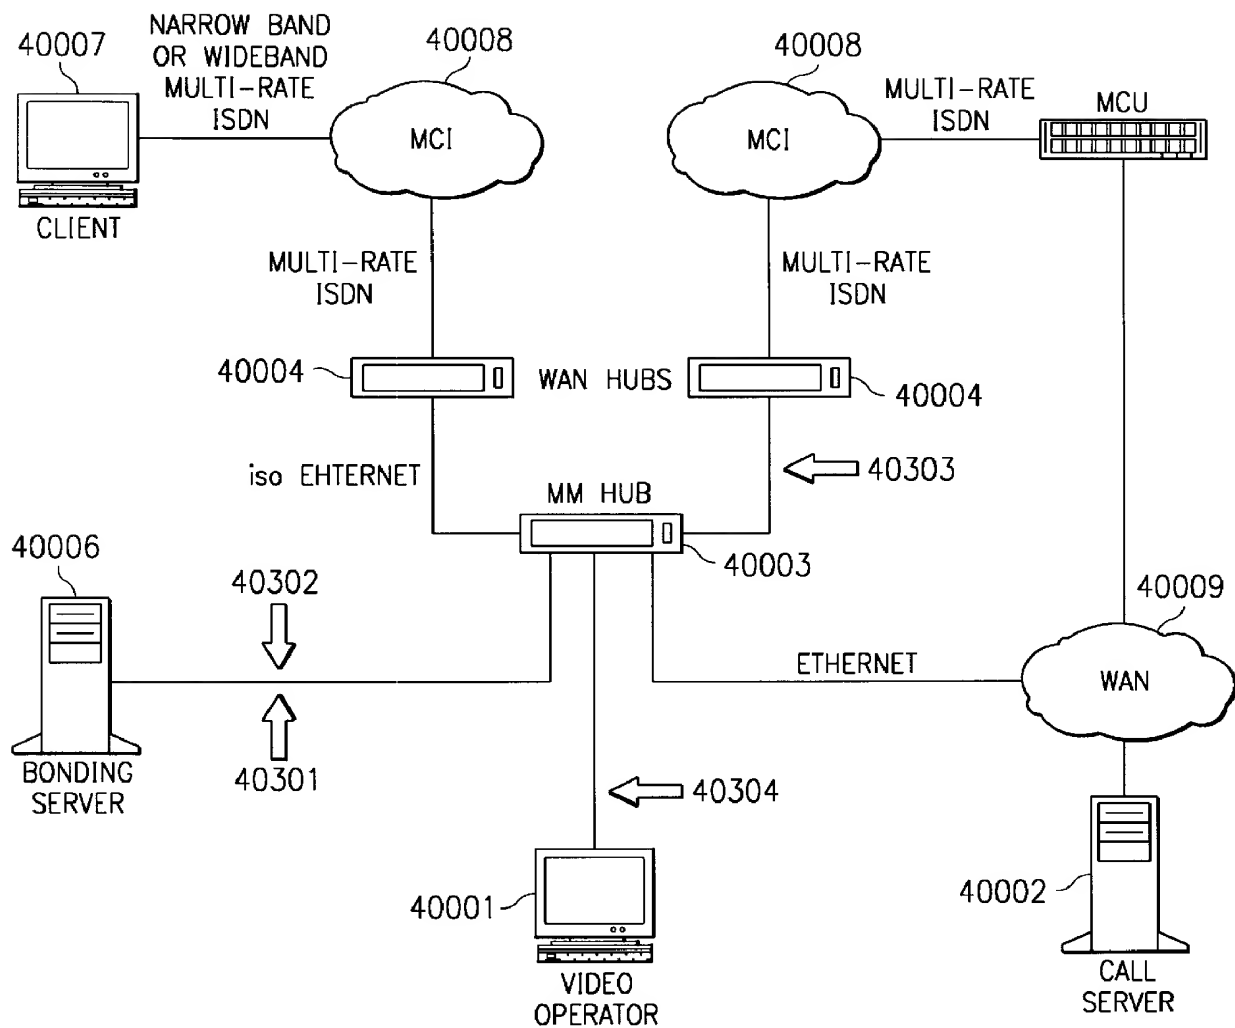 40007
NARROW BAND
OR WIDEBAND
MULTI-RATE
ISDN
40008
MCI
CLIENT
40008
MCI
MULTI-RATE
ISDN
MCU
MULTI-RATE
ISDN
MULTI-RATE
ISDN
40004
WAN HUBS
40004
iso EHTERNET
40303
MM HUB
40003
40006
40302
40301
BONDING
SERVER
40009
ETHERNET
WAN
40304
40001
VIDEO
OPERATOR
40002
CALL
SERVER